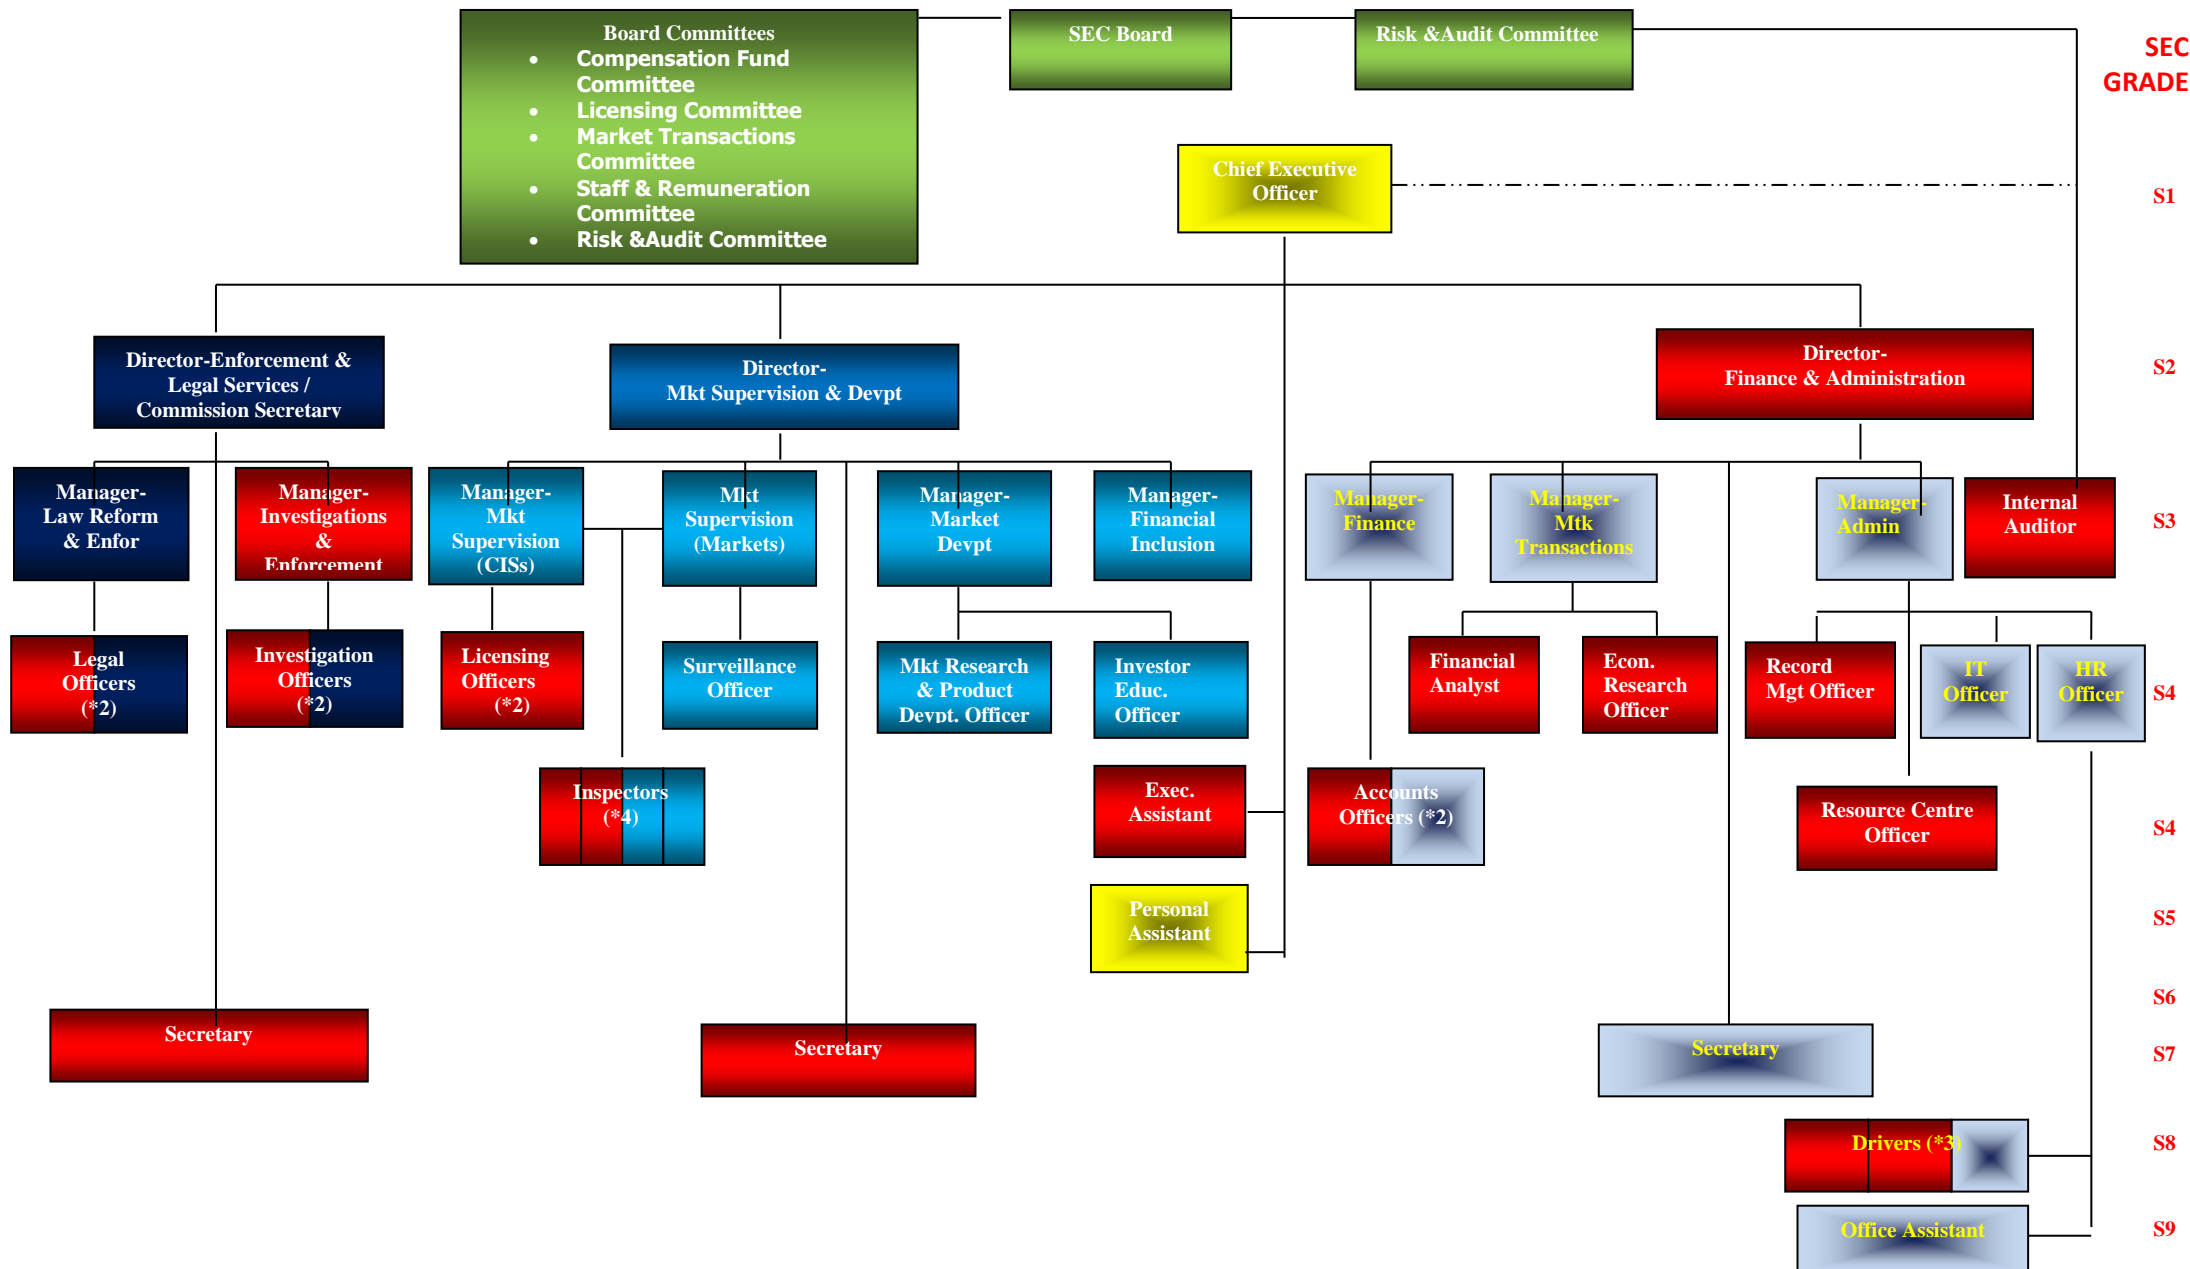 Board Committees
• Compensation Fund
Committee
• Licensing Committee
• Market Transactions
Committee
• Staff & Remuneration
Committee
• Risk &Audit Committee
SEC Board
Risk &Audit Committee
SEC
GRADE
Chief Executive
Officer
S1
Director-Enforcement &
Legal Services /
Commission Secretary
Director-
Mkt Supervision & Devpt
Director-
Finance & Administration
S2
Manager-
Law Reform
& Enfor
Manager-
Investigations
&
Enforcement
Manager-
Mkt
Supervision
(CISs)
Mkt
Supervision
(Markets)
Manager-
Market
Devpt
Manager-
Financial
Inclusion
Manager-
Finance
Manager-
Mtk
Transactions
Manager-
Admin
Internal
Auditor
S3
Legal
Officers
(*2)
Investigation
Officers
(*2)
Licensing
Officers
(*2)
Surveillance
Officer
Mkt Research
& Product
Devpt. Officer
Investor
Educ.
Officer
Financial
Analyst
Econ.
Research
Officer
Record
Mgt Officer
IT
Officer
HR
Officer
S4
Inspectors
(*4)
Exec.
Assistant
Accounts
Officers (*2)
Resource Centre
Officer
S4
Personal
Assistant
S5
S6
Secretary
Secretary
Secretary
S7
Drivers (*3)
S8
Office Assistant
S9